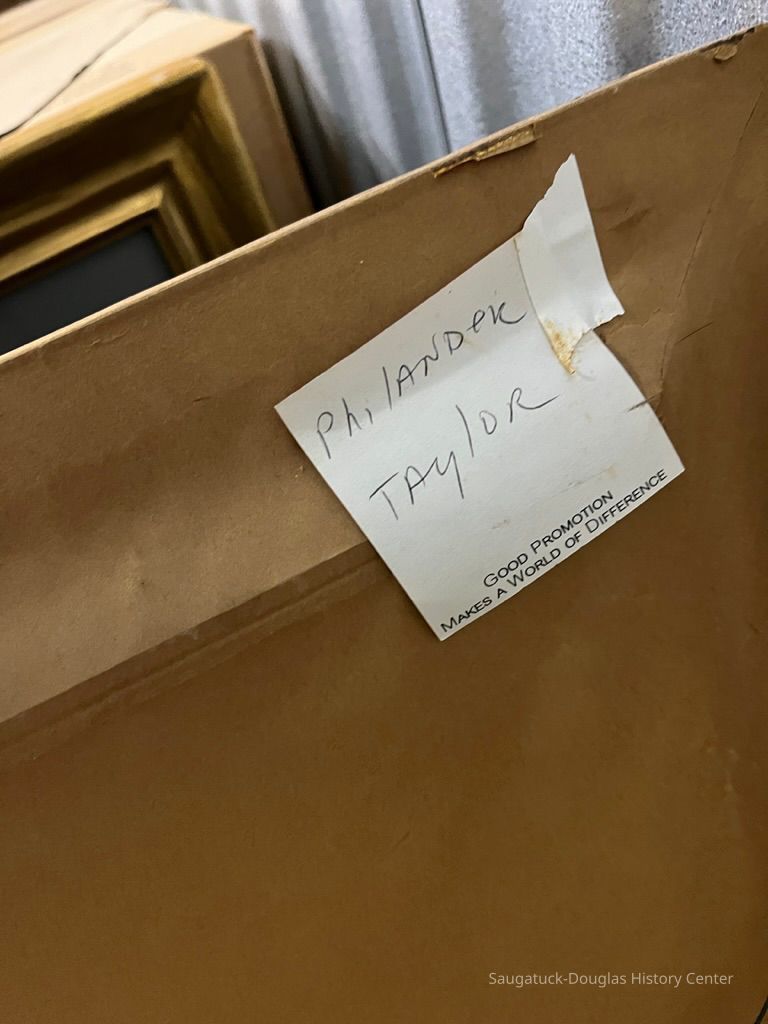 PhilANDER
TAylOR
GOOD PROMOTION
MAKES A WORLD OF DIFFERENCE
Saugatuck-Douglas History Center